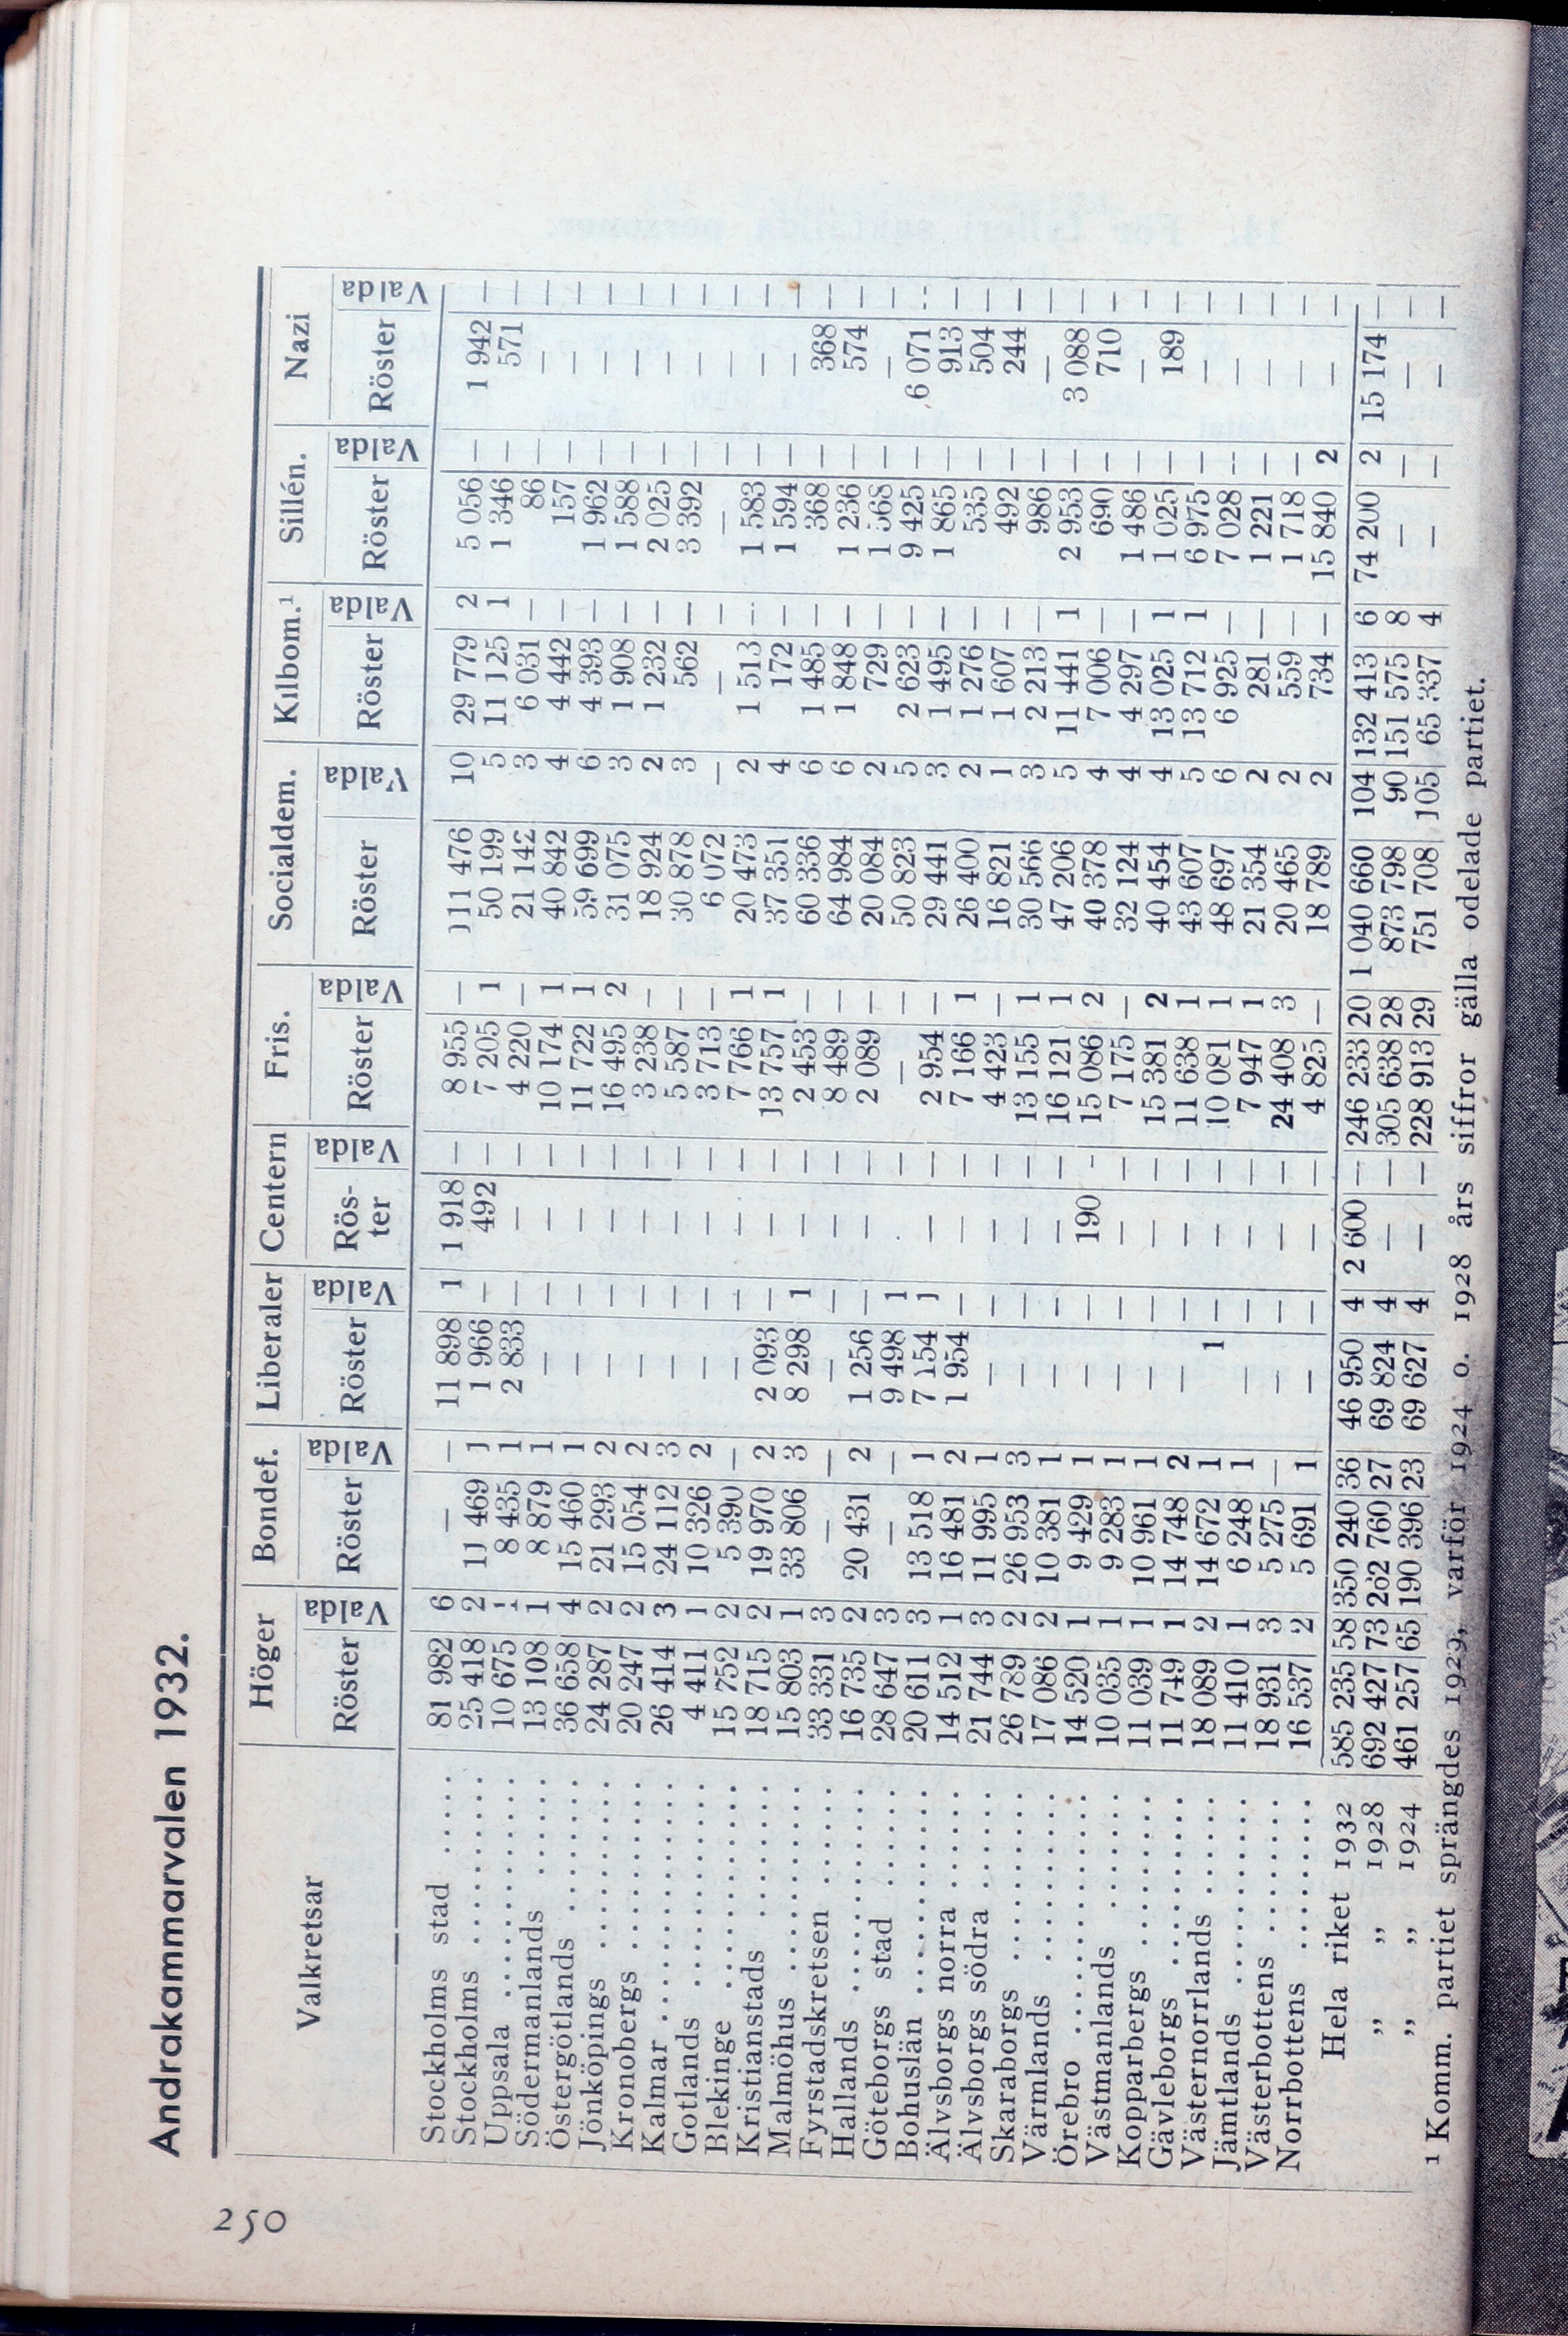 250
Andrakammarvalen 1932.
Valkretsar Höger Bondef. Liberaler Centern Fris. Socialdem. Kilbom.¹ Sillén. Nazi
Röster Valda Röster Valda Röster Valda Rös-ter Valda Röster Valda Röster Valda Röster Valda Röster Valda Röster Valda
Stockholms stad ..... 81 982 6 — — 11 898 1 1 918 — 8 955 — 111 476 10 29 779 2 5 056 — 1 942 —
Stockholms ......... 25 418 2 11 469 1 1 966 — 492 — 7 205 1 50 199 5 11 125 1 1 346 — 571 —
Uppsala ............ 10 675 1 8 435 1 2 833 — — — 4 220 — 21 142 3 6 031 — 86 — — —
Södermanlands ...... 13 108 1 8 879 1 — — — — 10 174 1 40 842 4 4 442 — 157 — — —
Östergötlands ....... 36 658 4 15 460 1 — — — — 11 722 1 59 699 6 4 393 — 1 962 — — —
Jönköpings ......... 24 287 2 21 293 2 — — — — 16 495 2 31 075 3 1 908 — 1 588 — — —
Kronobergs ......... 20 247 2 15 054 2 — — — — 3 238 — 18 924 2 1 232 — 2 025 — — —
Kalmar ............. 26 414 3 24 112 3 — — — — 5 587 — 30 878 3 562 — 3 392 — — —
Gotlands ........... 4 411 1 10 326 2 — — — — 3 713 — 6 072 — — — — — — —
Blekinge ........... 15 752 2 5 390 — — — — — 7 766 1 20 473 2 1 513 — 1 583 — — —
Kristianstads ........ 18 715 2 19 970 2 2 093 — — — 13 757 1 37 351 4 172 — 1 594 — — —
Malmöhus .......... 15 803 1 33 806 3 8 298 1 — — 2 453 — 60 336 6 1 485 — 368 — 368 —
Fyrstadskretsen ..... 33 331 3 — — — — — — 8 489 — 64 984 6 1 848 — 1 236 — 574 —
Hallands ........... 16 735 2 20 431 2 1 256 — — — 2 089 — 20 084 2 729 — 1 568 — — —
Göteborgs stad ..... 28 647 3 — — 9 498 1 . — — — 50 823 5 2 623 — 9 425 — 6 071 —
Bohuslän ........... 20 611 3 13 518 1 7 154 1 — — 2 954 — 29 441 3 1 495 — 1 865 — 913 —
Älvsborgs norra ..... 14 512 1 16 481 2 1 954 — — — 7 166 1 26 400 2 1 276 — 535 — 504 —
Älvsborgs södra ..... 21 744 3 11 995 1 — — — — 4 423 — 16 821 1 1 607 — 492 — 244 —
Skaraborgs ......... 26 789 2 26 953 3 — — — — 13 155 1 30 566 3 2 213 — 986 — — —
Värmlands ......... 17 086 2 10 381 1 — — — — 16 121 1 47 206 5 11 441 1 2 953 — 3 088 —
Örebro ............. 14 520 1 9 429 1 — — 190 — 15 086 2 40 378 4 7 006 — 690 — 710 —
Västmanlands ....... 10 035 1 9 283 1 — — — — 7 175 — 32 124 4 4 297 — 1 486 — — —
Kopparbergs ........ 11 039 1 10 961 1 — — — — 15 381 2 40 454 4 13 025 1 1 025 — 189 —
Gävleborgs ......... 11 749 1 14 748 2 — — — — 11 638 1 43 607 5 13 712 1 6 975 — — —
Västernorrlands ..... 18 089 2 14 672 1 1 — — — 10 081 1 48 697 6 6 925 — 7 028 — — —
Jämtlands .......... 11 410 1 6 248 1 — — — — 7 947 1 21 354 2 281 — 1 221 — — —
Västerbottens ....... 18 931 3 5 275 — — — — — 24 408 3 20 465 2 559 — 1 718 — — —
Norrbottens ........ 16 537 2 5 691 1 — — — — 4 825 — 18 789 2 734 — 15 840 2 — —
Hela riket 1932 585 235 58 350 240 36 46 950 4 2 600 — 246 233 20 1 040 660 104 132 413 6 74 200 2 15 174 —
„ „ 1928 692 427 73 262 760 27 69 824 4 — — 305 638 28 873 798 90 151 575 8 — — — —
„ „ 1924 461 257 65 190 396 23 69 627 4 — — 228 913 29 751 708 105 65 337 4 — — — —
¹ Komm. partiet sprängdes 1929, varför 1924 o. 1928 års siffror gälla odelade partiet.